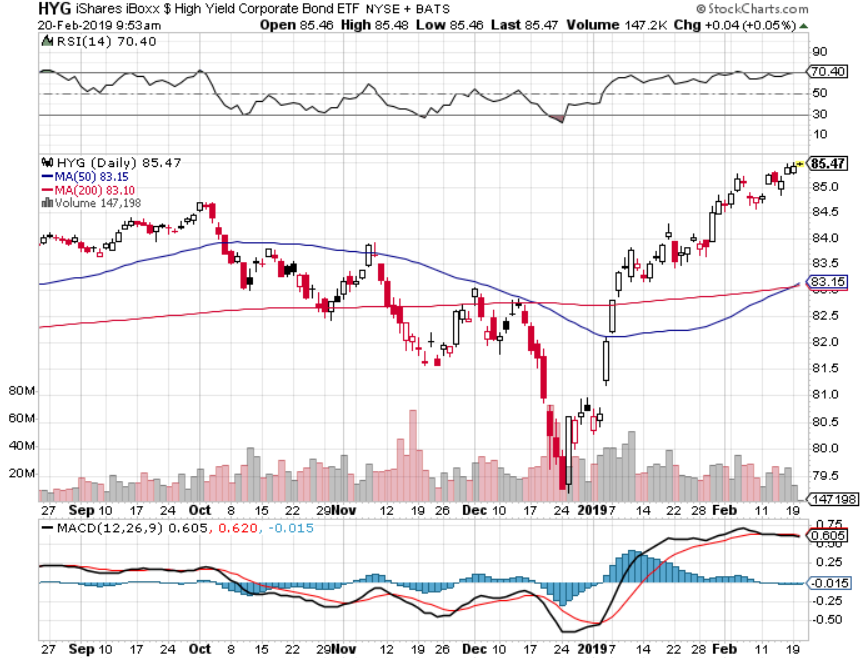 HYG iShares iBoxx $ High Yield Corporate Bond ETF NYSE + BATS © StockCharts.com
20-Feb-2019 9:53am Open 85.46 High 85.48 Low 85.46 Last 85.47 Volume 147.2K Chg +0.04 (+0.05%)
RSI(14) 70.40
90
70.40
50
30
10
HYG (Daily) 85.47
MA(50) 83.15
MA(200) 83.10
Volume 147,198
85.47
85.0
84.5
84.0
83.5
83.15
82.5
82.0
81.5
81.0
80.5
80.0
79.5
147198
80M
60M
40M
20M
27 Sep 10 17 24 Oct 8 15 22 29 Nov 12 19 26 Dec 10 17 24 2019 7 14 22 28 Feb 11 19
MACD(12,26,9) 0.605, 0.620, -0.015
0.75
0.605
0.50
0.25
-0.015
-0.25
-0.50
27 Sep 10 17 24 Oct 8 15 22 29 Nov 12 19 26 Dec 10 17 24 2019 7 14 22 28 Feb 11 19